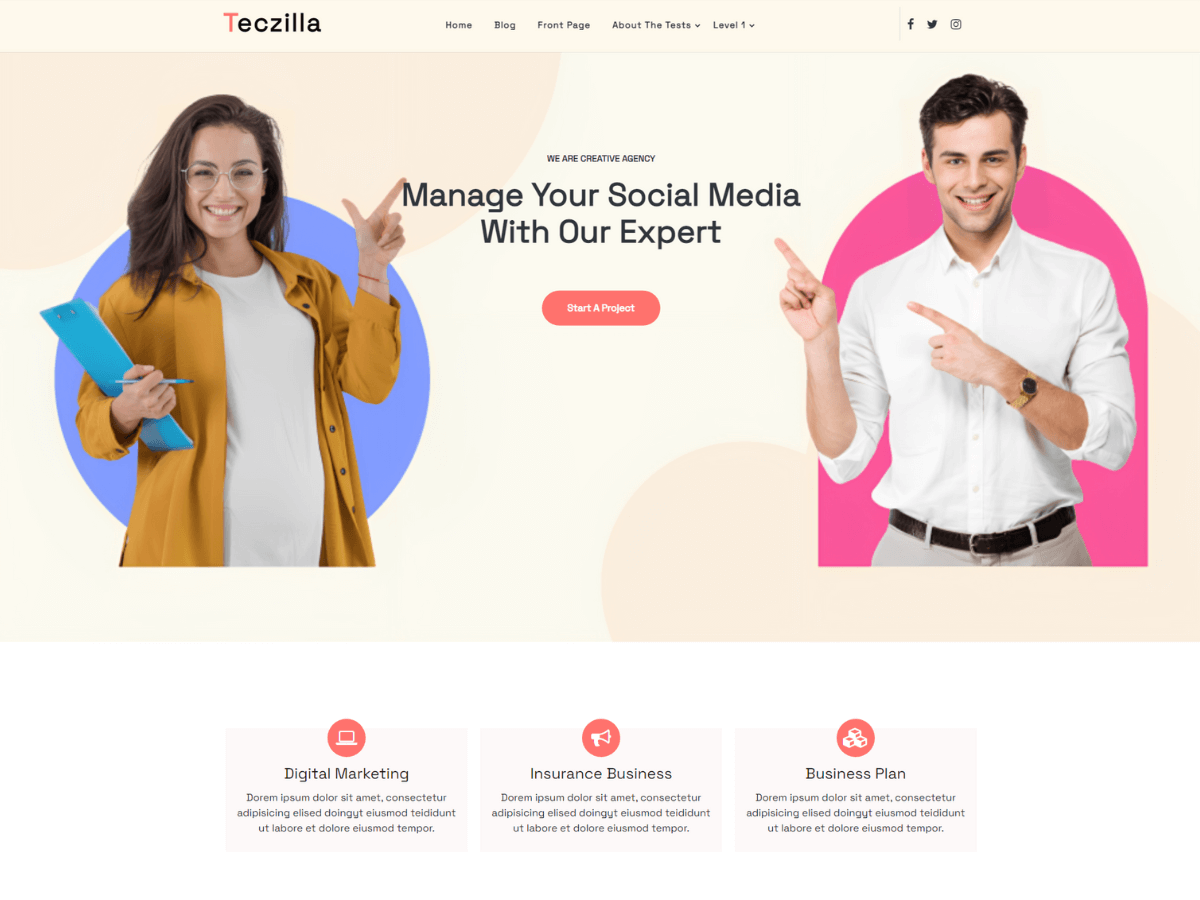 Teczilla
Home Blog Front Page About The Tests Level 1
WE ARE CREATIVE AGENCY
Manage Your Social Media
With Our Expert
Start A Project
Digital Marketing
Dorem ipsum dolor sit amet, consectetur
adipisicing elised doingyt eiusmod teididunt
ut labore et dolore eiusmod tempor.
Insurance Business
Dorem ipsum dolor sit amet, consectetur
adipisicing elised doingyt eiusmod teididunt
ut labore et dolore eiusmod tempor.
Business Plan
Dorem ipsum dolor sit amet, consectetur
adipisicing elised doingyt eiusmod teididunt
ut labore et dolore eiusmod tempor.